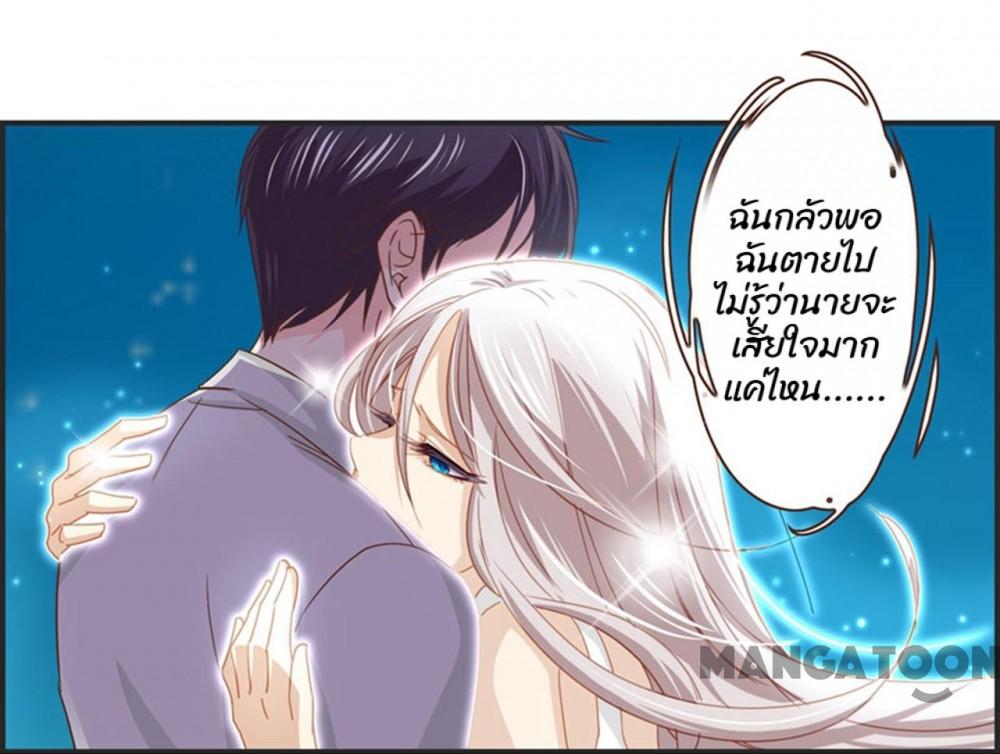 ฉันกลัวพอ
ฉันตายไป
ไม่รู้ว่านายจะ
เสียใจมาก
แค่ไหน......
MANGATOON